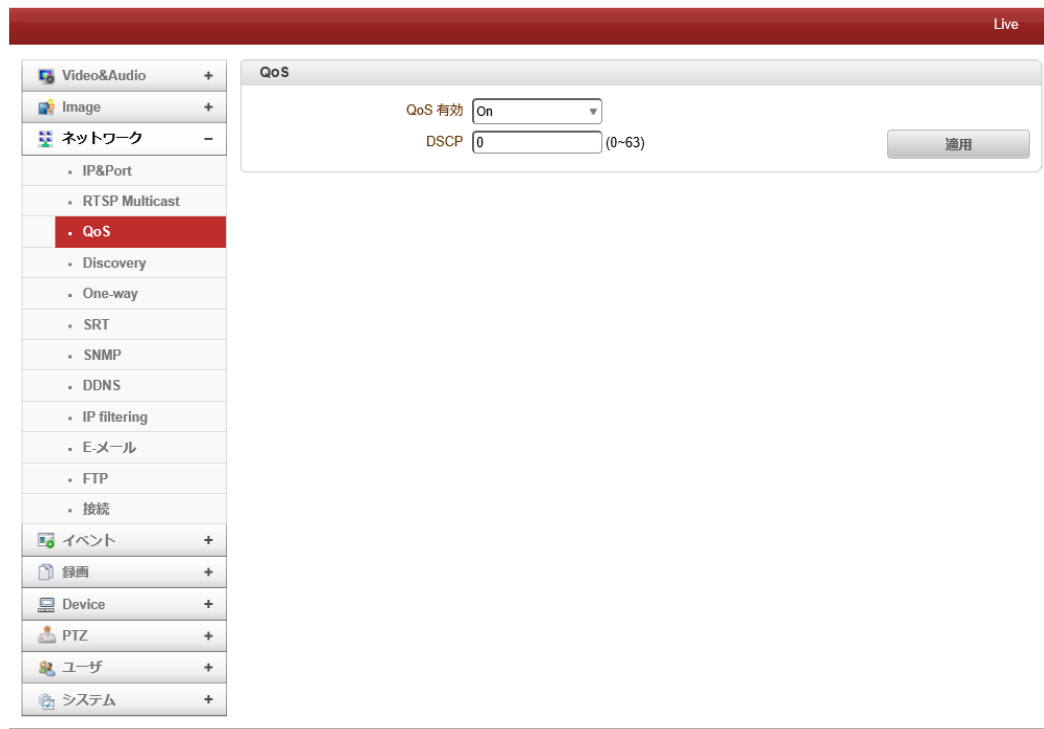 Live
Video&Audio +
Image +
ネットワーク −
IP&Port
RTSP Multicast
QoS
Discovery
One-way
SRT
SNMP
DDNS
IP filtering
E-メール
FTP
接続
イベント +
録画 +
Device +
PTZ +
ユーザ +
システム +
QoS
QoS 有効 On
DSCP 0 (0~63)
適用